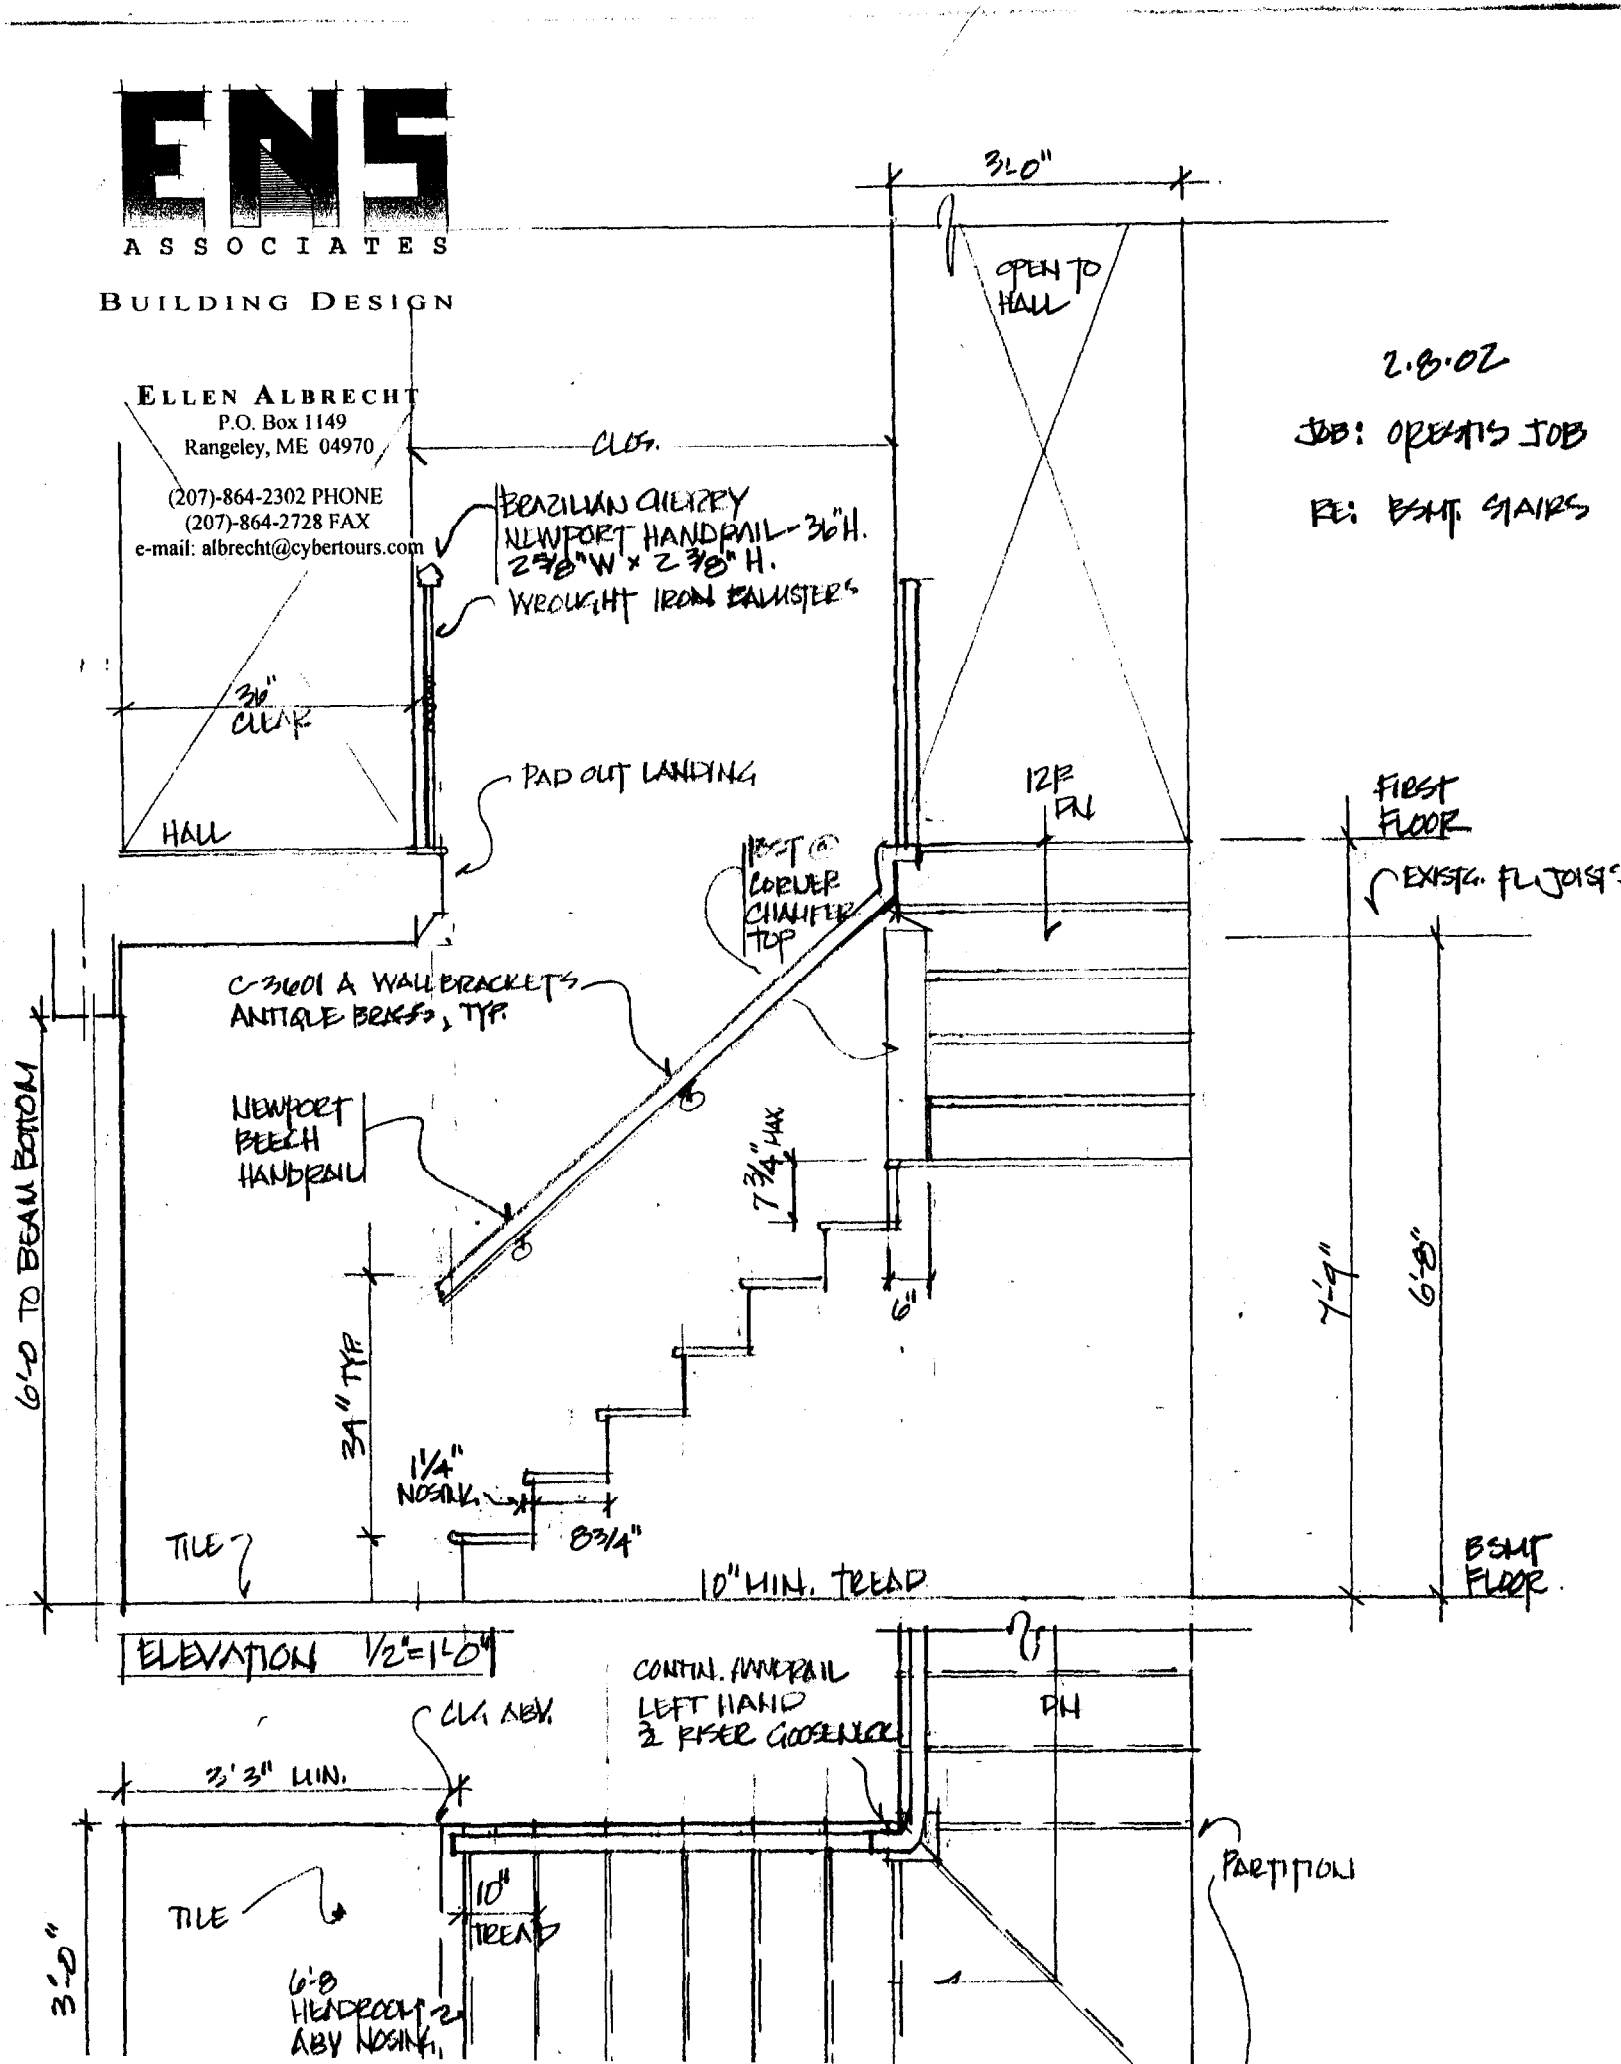 ENS
ASSOCIATES
BUILDING DESIGN
ELLEN ALBRECHT
P.O. Box 1149
Rangeley, ME 04970
(207)-864-2302 PHONE
(207)-864-2728 FAX
e-mail: albrecht@cybertours.com
3'-0"
OPEN TO
HALL
2.8.02
JOB: ORESTIS JOB
RE: BSMT. STAIRS
CLOS.
BRAZILIAN CHERRY
NEWPORT HANDRAIL - 36"H.
2 5/8"W x 2 3/8"H.
WROUGHT IRON BALUSTERS
36"
CLEAR
PAD OUT LANDING
HALL
12R
DN
FIRST
FLOOR
EXIST'G. FL. JOISTS
POST @
CORNER
CHAMFER
TOP
C-3601 A WALL BRACKETS
ANTIQUE BRASS, TYP.
NEWPORT
BEECH
HANDRAIL
7 3/4" MAX.
6'-0 TO BEAM BOTTOM
6"
7'-9"
6'-8"
34" TYP.
1 1/4"
NOSING
8 3/4"
TILE
10" MIN. TREAD
BSMT
FLOOR.
ELEVATION 1/2"=1'-0"
CONTIN. HANDRAIL
LEFT HAND
2 RISER GOOSENECK
DN
CLG. ABV.
3'3" MIN.
PARTITION
10"
TREAD
TILE
3'-0"
6'-8
HEADROOM
ABV NOSING,